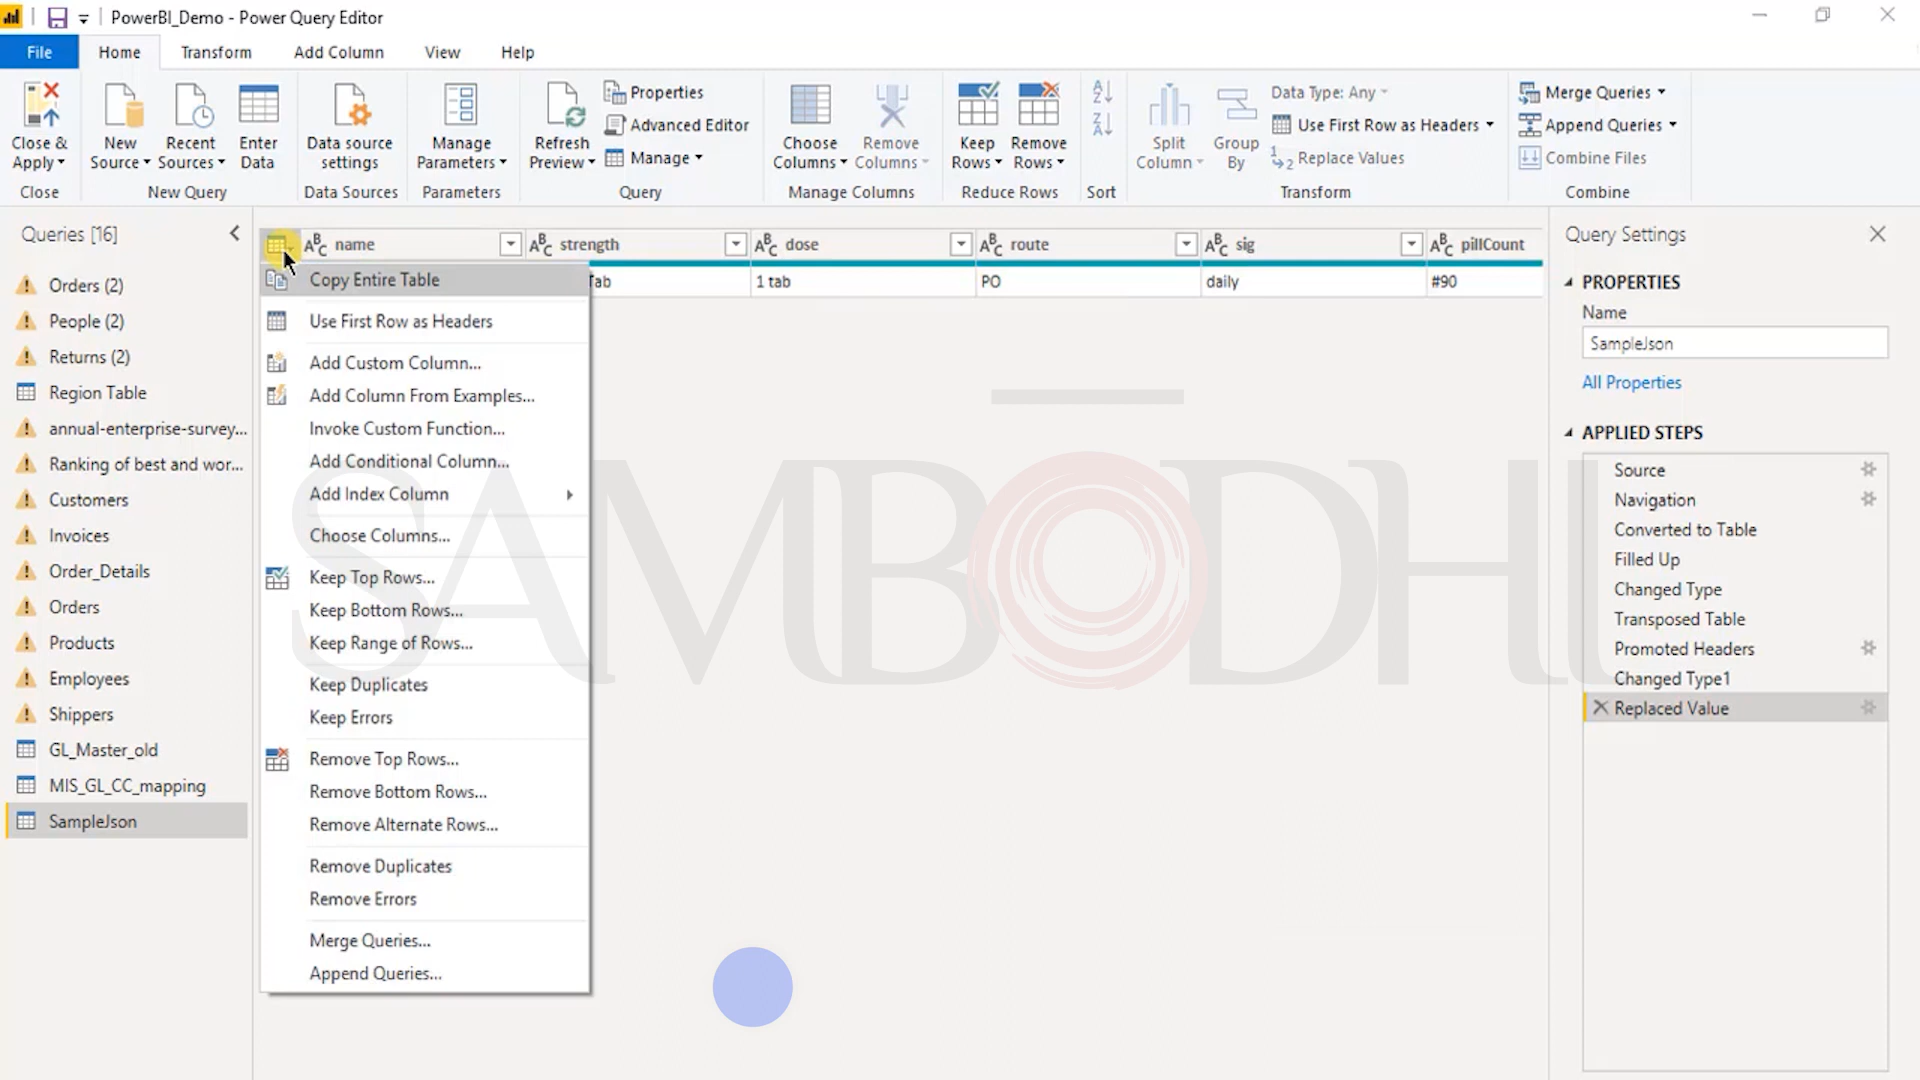 PowerBI_Demo - Power Query Editor
File Home Transform Add Column View Help
Close & Apply
New Source
Recent Sources
Enter Data
Data source settings
Manage Parameters
Refresh Preview
Properties
Advanced Editor
Manage
Choose Columns
Remove Columns
Keep Rows
Remove Rows
Split Column
Group By
Data Type: Any
Use First Row as Headers
Replace Values
Merge Queries
Append Queries
Combine Files
Close New Query Data Sources Parameters Query Manage Columns Reduce Rows Sort Transform Combine
Queries [16]
Orders (2)
People (2)
Returns (2)
Region Table
annual-enterprise-survey...
Ranking of best and wor...
Customers
Invoices
Order_Details
Orders
Products
Employees
Shippers
GL_Master_old
MIS_GL_CC_mapping
SampleJson
name strength dose route sig pillCount
Tab 1 tab PO daily #90
Copy Entire Table
Use First Row as Headers
Add Custom Column...
Add Column From Examples...
Invoke Custom Function...
Add Conditional Column...
Add Index Column
Choose Columns...
Keep Top Rows...
Keep Bottom Rows...
Keep Range of Rows...
Keep Duplicates
Keep Errors
Remove Top Rows...
Remove Bottom Rows...
Remove Alternate Rows...
Remove Duplicates
Remove Errors
Merge Queries...
Append Queries...
SAMBODHI
Query Settings
PROPERTIES
Name
SampleJson
All Properties
APPLIED STEPS
Source
Navigation
Converted to Table
Filled Up
Changed Type
Transposed Table
Promoted Headers
Changed Type1
Replaced Value